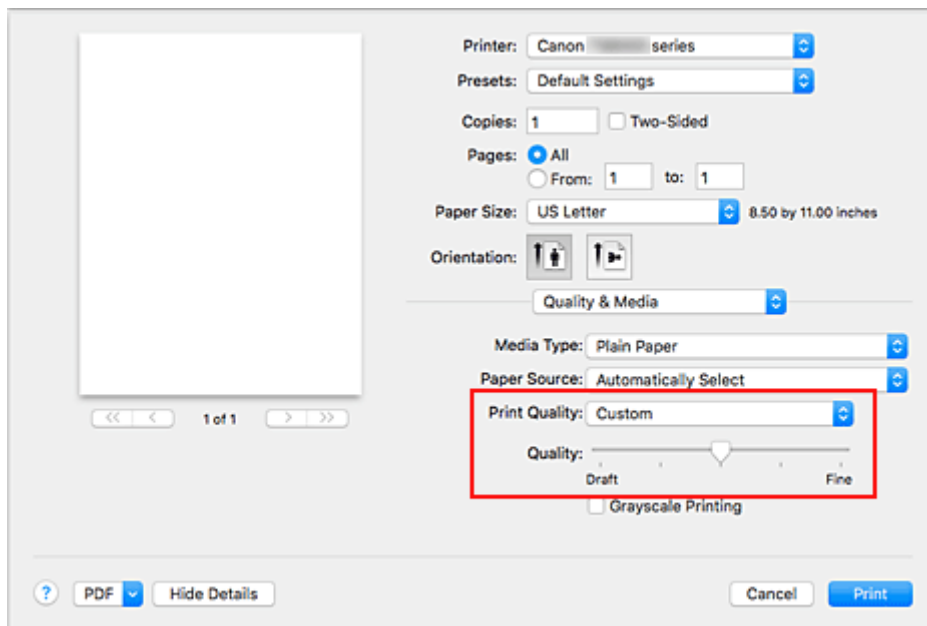 Printer: Canon series
Presets: Default Settings
Copies: 1 Two-Sided
Pages: All
From: 1 to: 1
Paper Size: US Letter 8.50 by 11.00 inches
Orientation:
Quality & Media
Media Type: Plain Paper
Paper Source: Automatically Select
Print Quality: Custom
Quality:
Draft Fine
Grayscale Printing
<< < 1 of 1 > >>
? PDF Hide Details Cancel Print